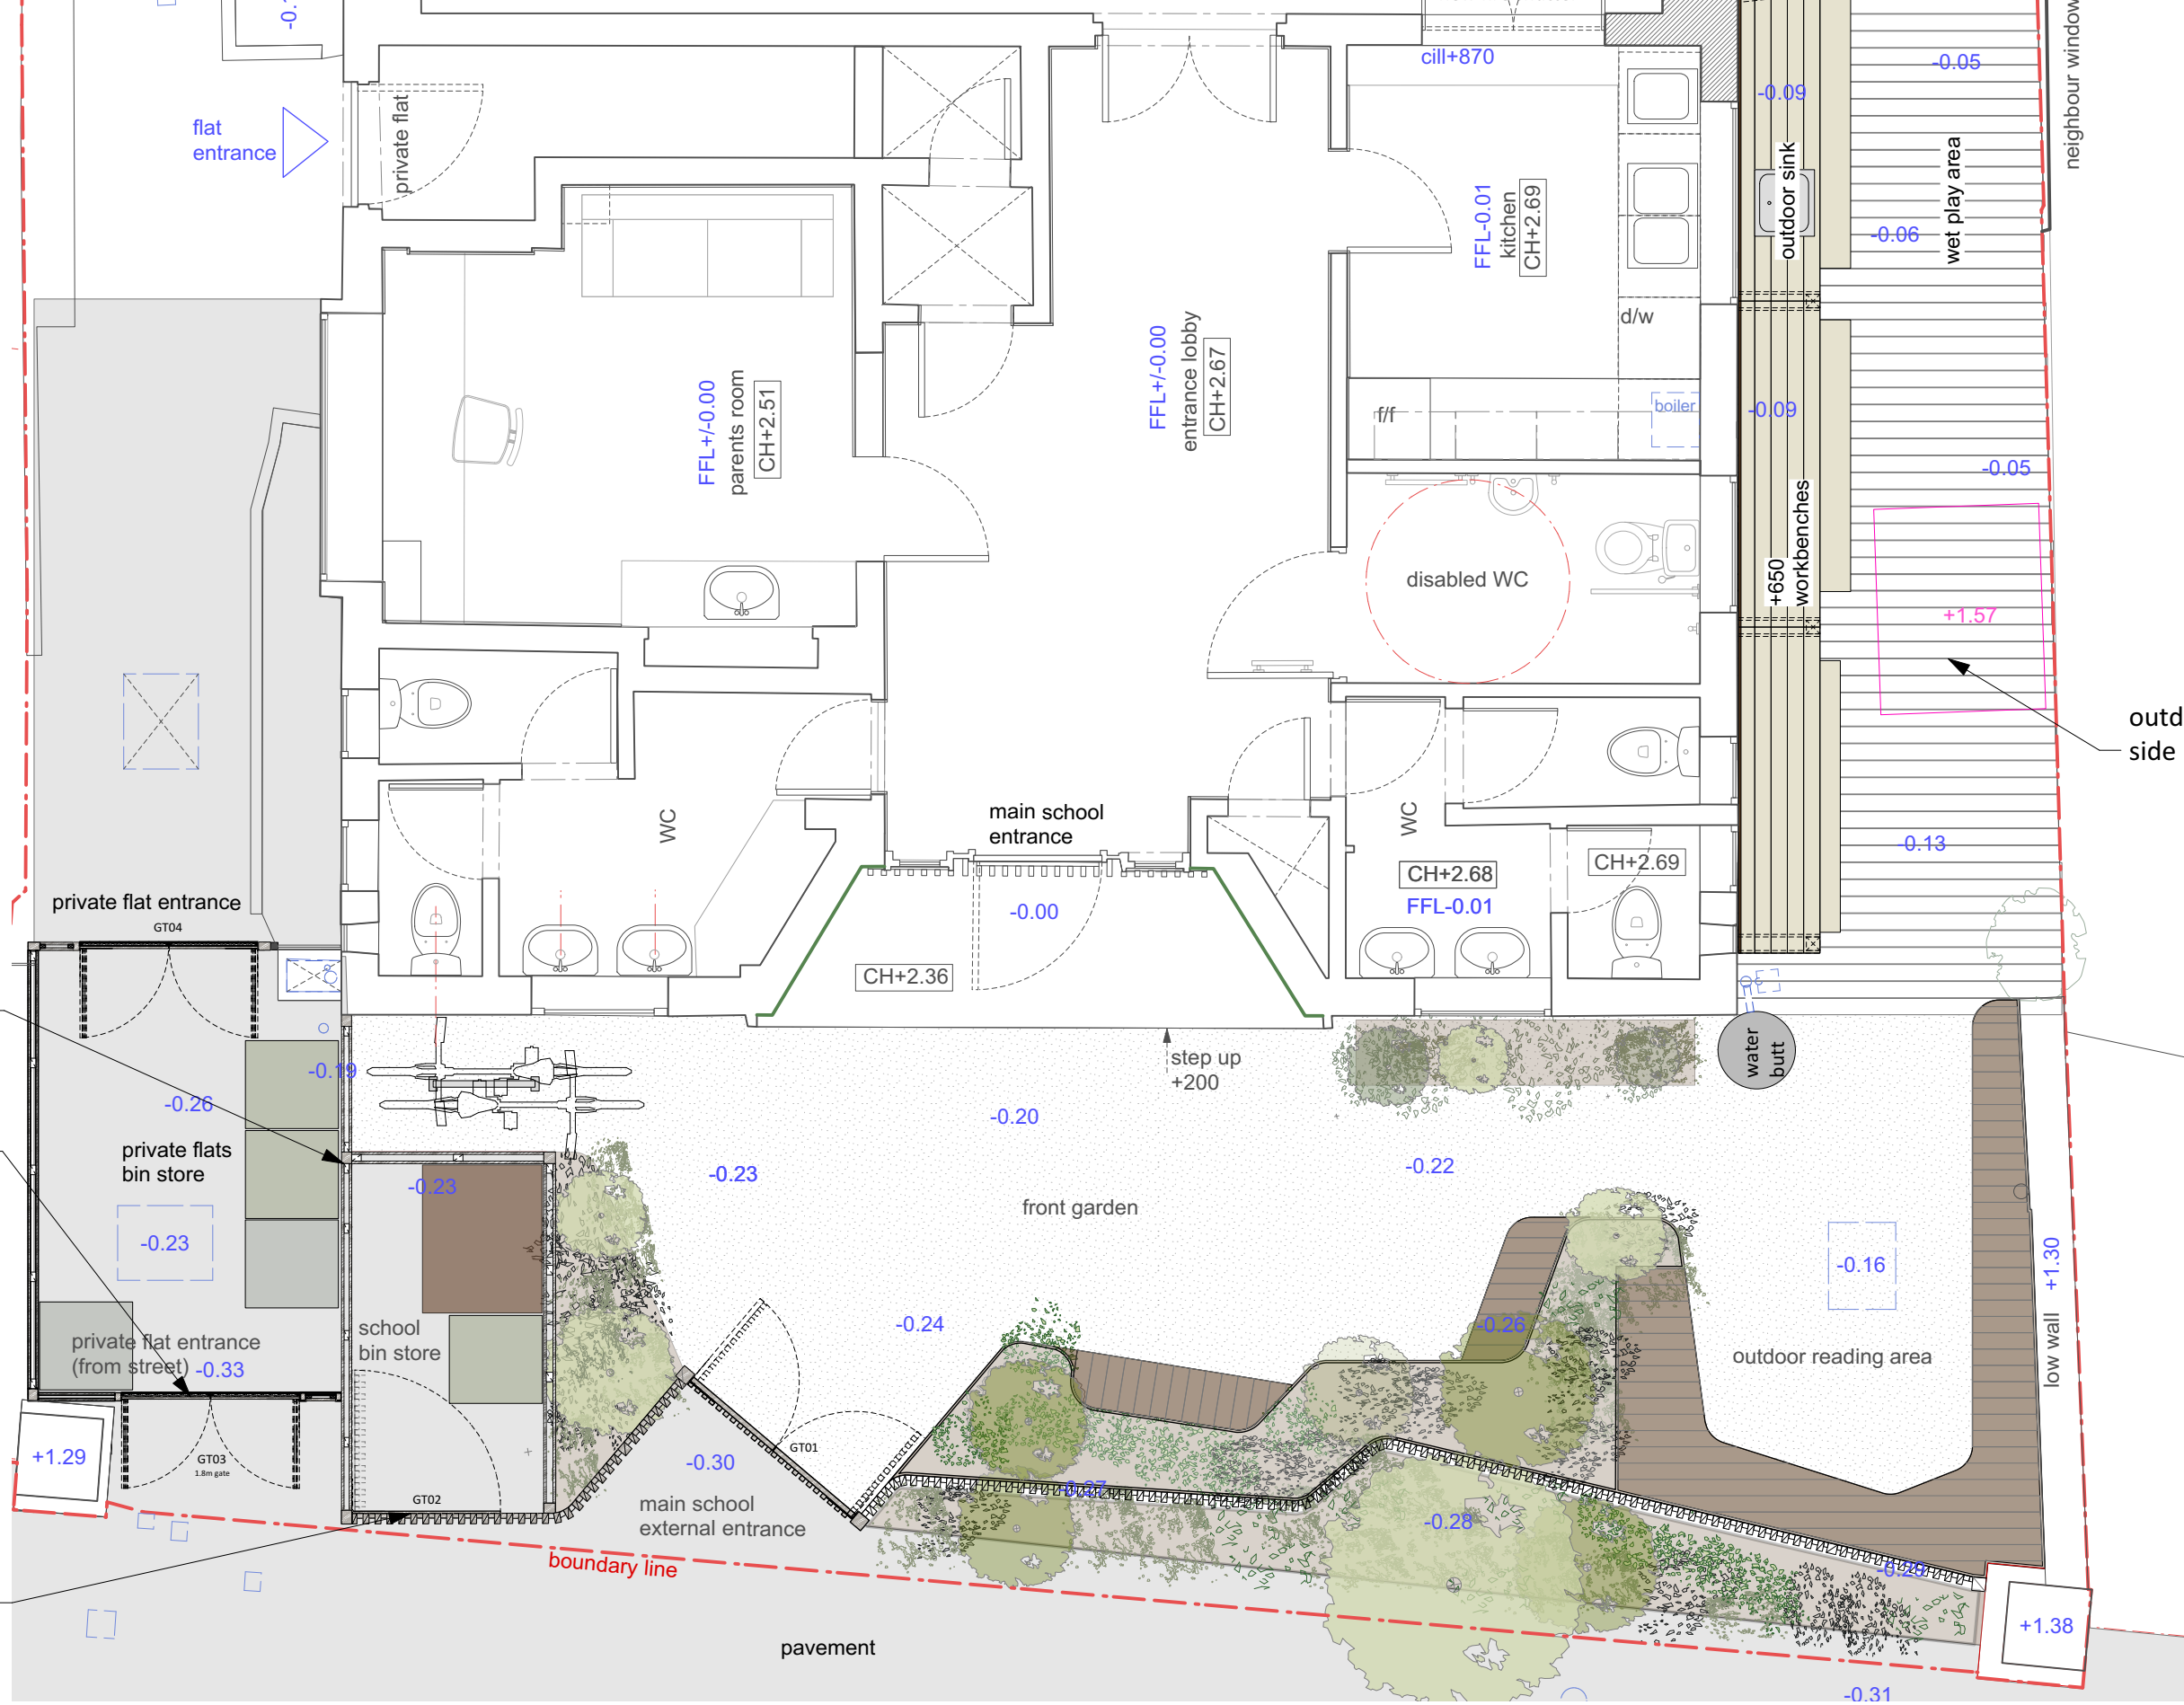 -0.05
neighbour window
cill+870
-0.09
flat
entrance
private flat
outdoor sink
wet play area
-0.06
FFL-0.01
kitchen
CH+2.69
d/w
FFL+/-0.00
entrance lobby
CH+2.67
FFL+/-0.00
parents room
CH+2.51
f/f
boiler
-0.09
-0.05
disabled WC
+650
workbenches
+1.57
outd
side
WC
main school
entrance
WC
CH+2.69
-0.13
CH+2.68
FFL-0.01
private flat entrance
GT04
-0.00
CH+2.36
step up
+200
water
butt
-0.19
-0.26
-0.20
private flats
bin store
-0.23
-0.23
-0.22
front garden
-0.23
-0.16
+1.30
low wall
-0.24
-0.26
school
bin store
private flat entrance
(from street)
-0.33
outdoor reading area
+1.29
GT03
1.8m gate
GT01
-0.30
-0.27
GT02
main school
external entrance
-0.28
boundary line
-0.29
+1.38
pavement
-0.31